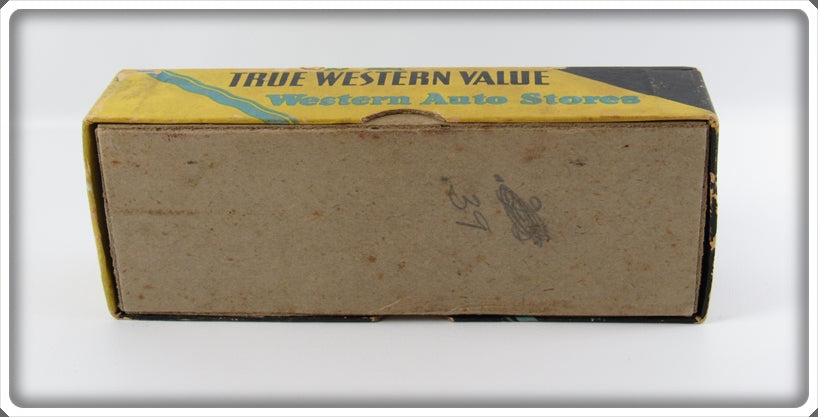 TRUE WESTERN VALUE
Western Auto Stores
39